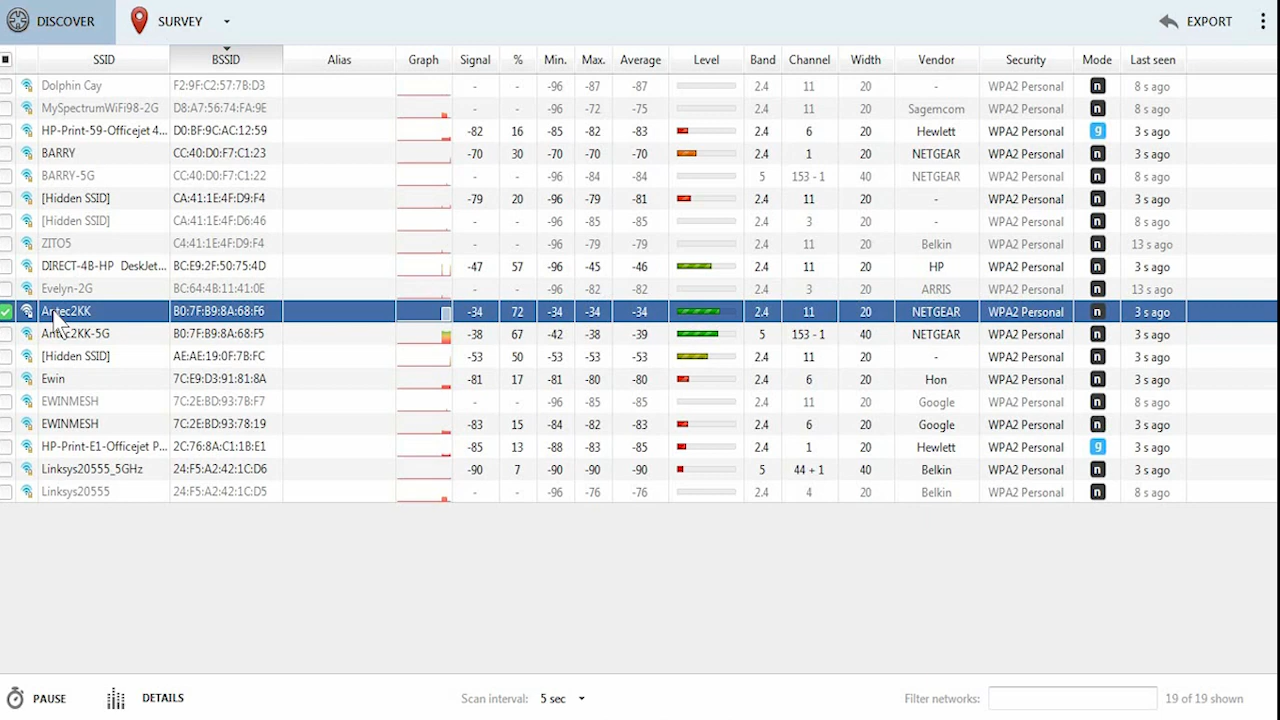 DISCOVER SURVEY EXPORT
SSID BSSID Alias Graph Signal % Min. Max. Average Level Band Channel Width Vendor Security Mode Last seen
Dolphin Cay F2:9F:C2:57:7B:D3 - - -96 -87 -87 2.4 11 20 - WPA2 Personal n 8 s ago
MySpectrumWiFi98-2G D8:A7:56:74:FA:9E - - -96 -72 -75 2.4 11 20 Sagemcom WPA2 Personal n 8 s ago
HP-Print-59-Officejet 4... D0:BF:9C:AC:12:59 -82 16 -85 -82 -83 2.4 6 20 Hewlett WPA2 Personal g 3 s ago
BARRY CC:40:D0:F7:C1:23 -70 30 -70 -70 -70 2.4 1 20 NETGEAR WPA2 Personal n 3 s ago
BARRY-5G CC:40:D0:F7:C1:22 - - -96 -84 -84 5 153 - 1 40 NETGEAR WPA2 Personal n 8 s ago
[Hidden SSID] CA:41:1E:4F:D9:F4 -79 20 -96 -79 -81 2.4 11 20 - WPA2 Personal n 3 s ago
[Hidden SSID] CA:41:1E:4F:D6:46 - - -96 -85 -85 2.4 3 20 - WPA2 Personal n 8 s ago
ZITO5 C4:41:1E:4F:D9:F4 - - -96 -79 -79 2.4 11 20 Belkin WPA2 Personal n 13 s ago
DIRECT-4B-HP DeskJet... BC:E9:2F:50:75:4D -47 57 -96 -45 -46 2.4 11 20 HP WPA2 Personal n 3 s ago
Evelyn-2G BC:64:4B:11:41:0E - - -96 -82 -82 2.4 3 20 ARRIS WPA2 Personal n 13 s ago
Antec2KK B0:7F:B9:8A:68:F6 -34 72 -34 -34 -34 2.4 11 20 NETGEAR WPA2 Personal n 3 s ago
Antec2KK-5G B0:7F:B9:8A:68:F5 -38 67 -42 -38 -39 5 153 - 1 40 NETGEAR WPA2 Personal n 3 s ago
[Hidden SSID] AE:AE:19:0F:7B:FC -53 50 -53 -53 -53 2.4 11 20 - WPA2 Personal n 3 s ago
Ewin 7C:E9:D3:91:81:8A -81 17 -81 -80 -80 2.4 6 20 Hon WPA2 Personal n 3 s ago
EWINMESH 7C:2E:BD:93:7B:F7 - - -96 -85 -85 2.4 11 20 Google WPA2 Personal n 8 s ago
EWINMESH 7C:2E:BD:93:78:19 -83 15 -84 -82 -83 2.4 6 20 Google WPA2 Personal n 3 s ago
HP-Print-E1-Officejet P... 2C:76:8A:C1:1B:E1 -85 13 -88 -83 -85 2.4 1 20 Hewlett WPA2 Personal g 3 s ago
Linksys20555_5GHz 24:F5:A2:42:1C:D6 -90 7 -90 -90 -90 5 44 + 1 40 Belkin WPA2 Personal n 3 s ago
Linksys20555 24:F5:A2:42:1C:D5 - - -96 -76 -76 2.4 4 20 Belkin WPA2 Personal n 8 s ago
PAUSE DETAILS Scan interval: 5 sec Filter networks: 19 of 19 shown